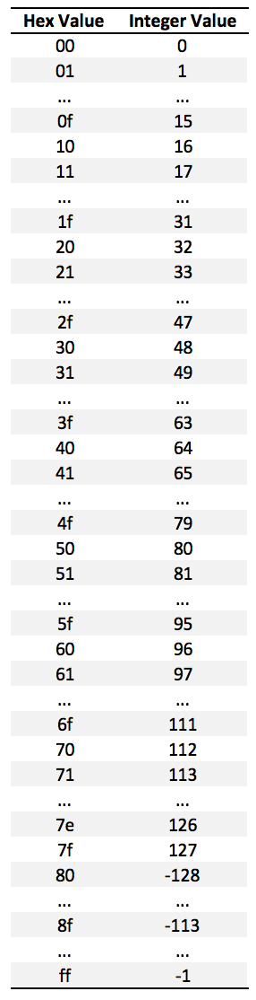 Hex Value Integer Value
00 0
01 1
... ...
0f 15
10 16
11 17
... ...
1f 31
20 32
21 33
... ...
2f 47
30 48
31 49
... ...
3f 63
40 64
41 65
... ...
4f 79
50 80
51 81
... ...
5f 95
60 96
61 97
... ...
6f 111
70 112
71 113
... ...
7e 126
7f 127
80 -128
... ...
8f -113
... ...
ff -1